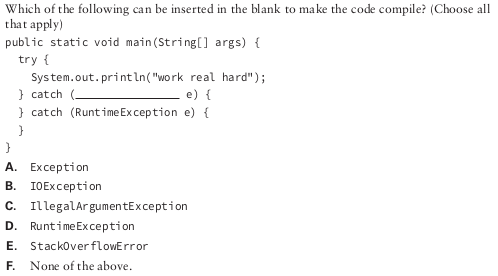 Which of the following can be inserted in the blank to make the code compile? (Choose all
that apply)
public static void main(String[] args) {
try {
System.out.println("work real hard");
} catch (_______________ e) {
} catch (RuntimeException e) {
}
}
A. Exception
B. IOException
C. IllegalArgumentException
D. RuntimeException
E. StackOverflowError
F. None of the above.